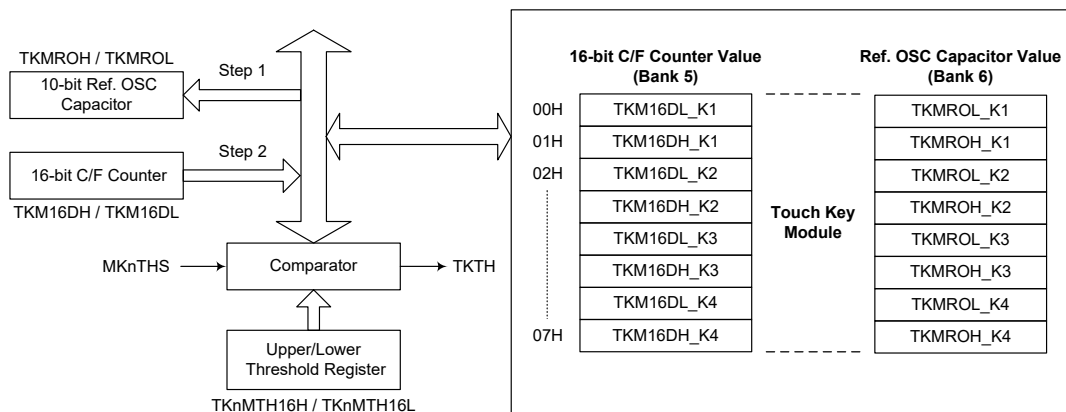 TKMROH / TKMROL
10-bit Ref. OSC
Capacitor
Step 1
16-bit C/F Counter
Step 2
TKM16DH / TKM16DL
MKnTHS
Comparator
TKTH
Upper/Lower
Threshold Register
TKnMTH16H / TKnMTH16L
16-bit C/F Counter Value
(Bank 5)
Ref. OSC Capacitor Value
(Bank 6)
00H
TKM16DL_K1
TKMROL_K1
01H
TKM16DH_K1
TKMROH_K1
02H
TKM16DL_K2
TKMROL_K2
TKM16DH_K2
TKMROH_K2
Touch Key
Module
TKM16DL_K3
TKMROL_K3
TKM16DH_K3
TKMROH_K3
TKM16DL_K4
TKMROL_K4
07H
TKM16DH_K4
TKMROH_K4